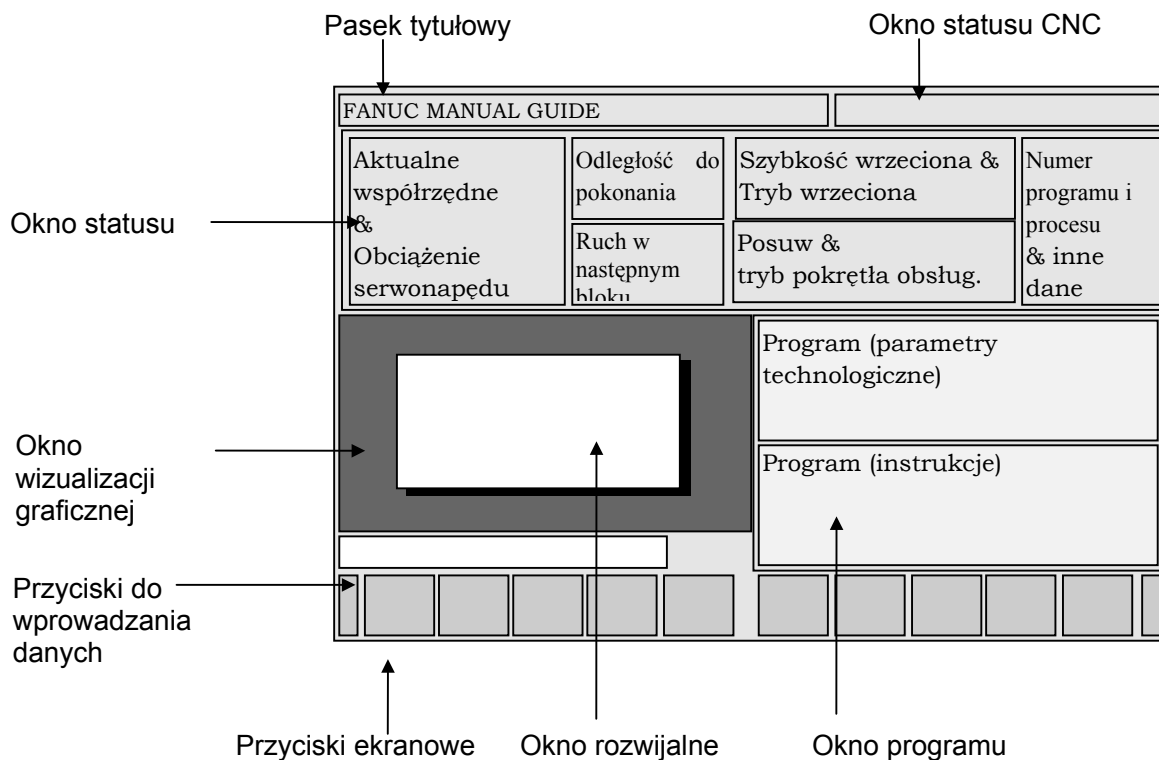 Pasek tytułowy
Okno statusu CNC
FANUC MANUAL GUIDE
Aktualne
współrzędne
&
Obciążenie
serwonapędu
Odległość do
pokonania
Ruch w
następnym
bloku
Szybkość wrzeciona &
Tryb wrzeciona
Posuw &
tryb pokrętła obsług.
Numer
programu i
procesu
& inne
dane
Okno statusu
Program (parametry
technologiczne)
Program (instrukcje)
Okno
wizualizacji
graficznej
Przyciski do
wprowadzania
danych
Przyciski ekranowe
Okno rozwijalne
Okno programu